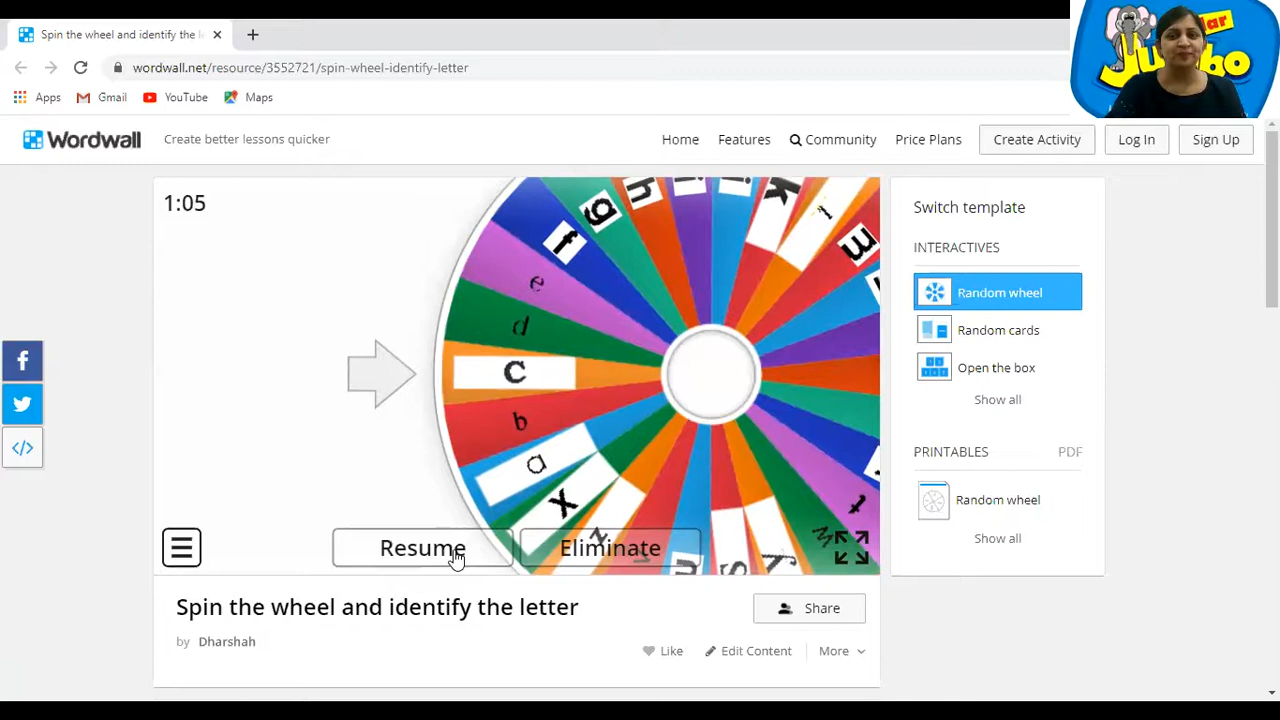 Spin the wheel and identify the le
wordwall.net/resource/3552721/spin-wheel-identify-letter
Apps Gmail YouTube Maps
Wordwall Create better lessons quicker Home Features Community Price Plans Create Activity Log In Sign Up
1:05
f g h i j k l m
e
d
C
b
a
X
z
u s y w t
Resume Eliminate
Spin the wheel and identify the letter
by Dharshah
Share
Like Edit Content More
Switch template
INTERACTIVES
Random wheel
Random cards
Open the box
Show all
PRINTABLES PDF
Random wheel
Show all